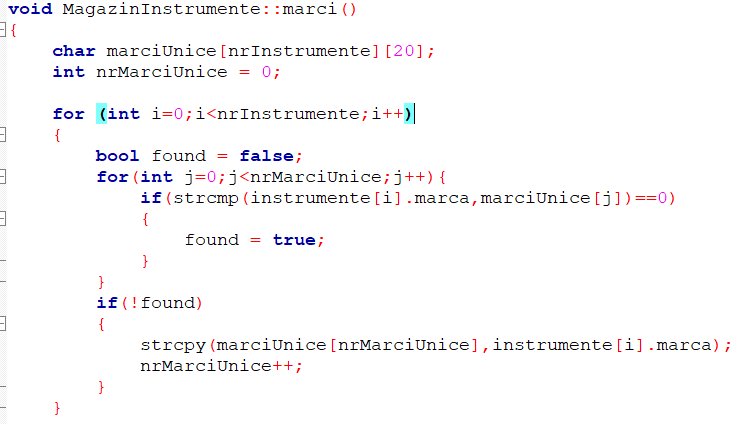 void MagazinInstrumente::marci()
{
    char marciUnice[nrInstrumente][20];
    int nrMarciUnice = 0;

    for (int i=0;i<nrInstrumente;i++)
    {
        bool found = false;
        for(int j=0;j<nrMarciUnice;j++){
            if(strcmp(instrumente[i].marca,marciUnice[j])==0)
            {
                found = true;
            }
        }
        if(!found)
        {
            strcpy(marciUnice[nrMarciUnice],instrumente[i].marca);
            nrMarciUnice++;
        }
    }